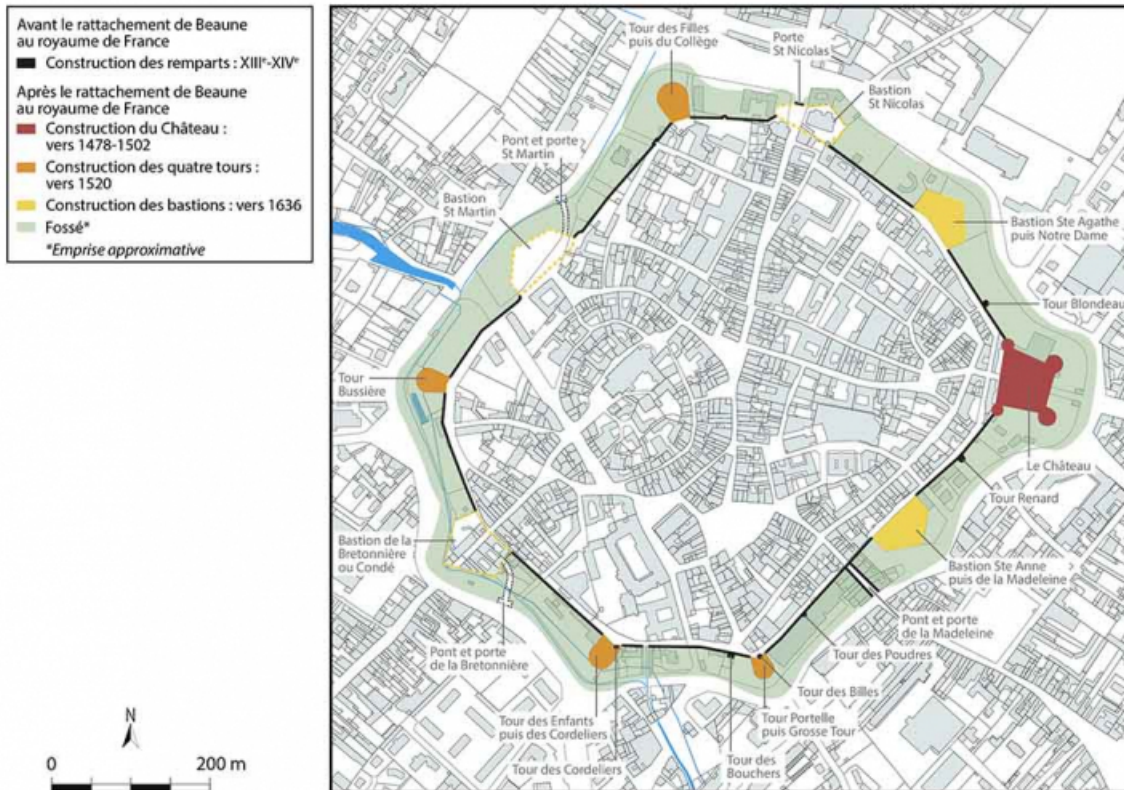 Avant le rattachement de Beaune
au royaume de France
Construction des remparts : XIIIᵉ-XIVᵉ
Après le rattachement de Beaune
au royaume de France
Construction du Château :
vers 1478-1502
Construction des quatre tours :
vers 1520
Construction des bastions : vers 1636
Fossé*
*Emprise approximative
N
0 200 m
Tour des Filles
puis du Collège
Porte
St Nicolas
Bastion
St Nicolas
Pont et porte
St Martin
Bastion
St Martin
Bastion Ste Agathe
puis Notre Dame
Tour Blondeau
Tour
Bussière
Le Château
Tour Renard
Bastion de la
Bretonnière
ou Condé
Bastion Ste Anne
puis de la Madeleine
Pont et porte
de la Madeleine
Pont et porte
de la Bretonnière
Tour des Poudres
Tour des Billes
Tour des Enfants
puis des Cordeliers
Tour Portelle
puis Grosse Tour
Tour des Cordeliers
Tour des
Bouchers